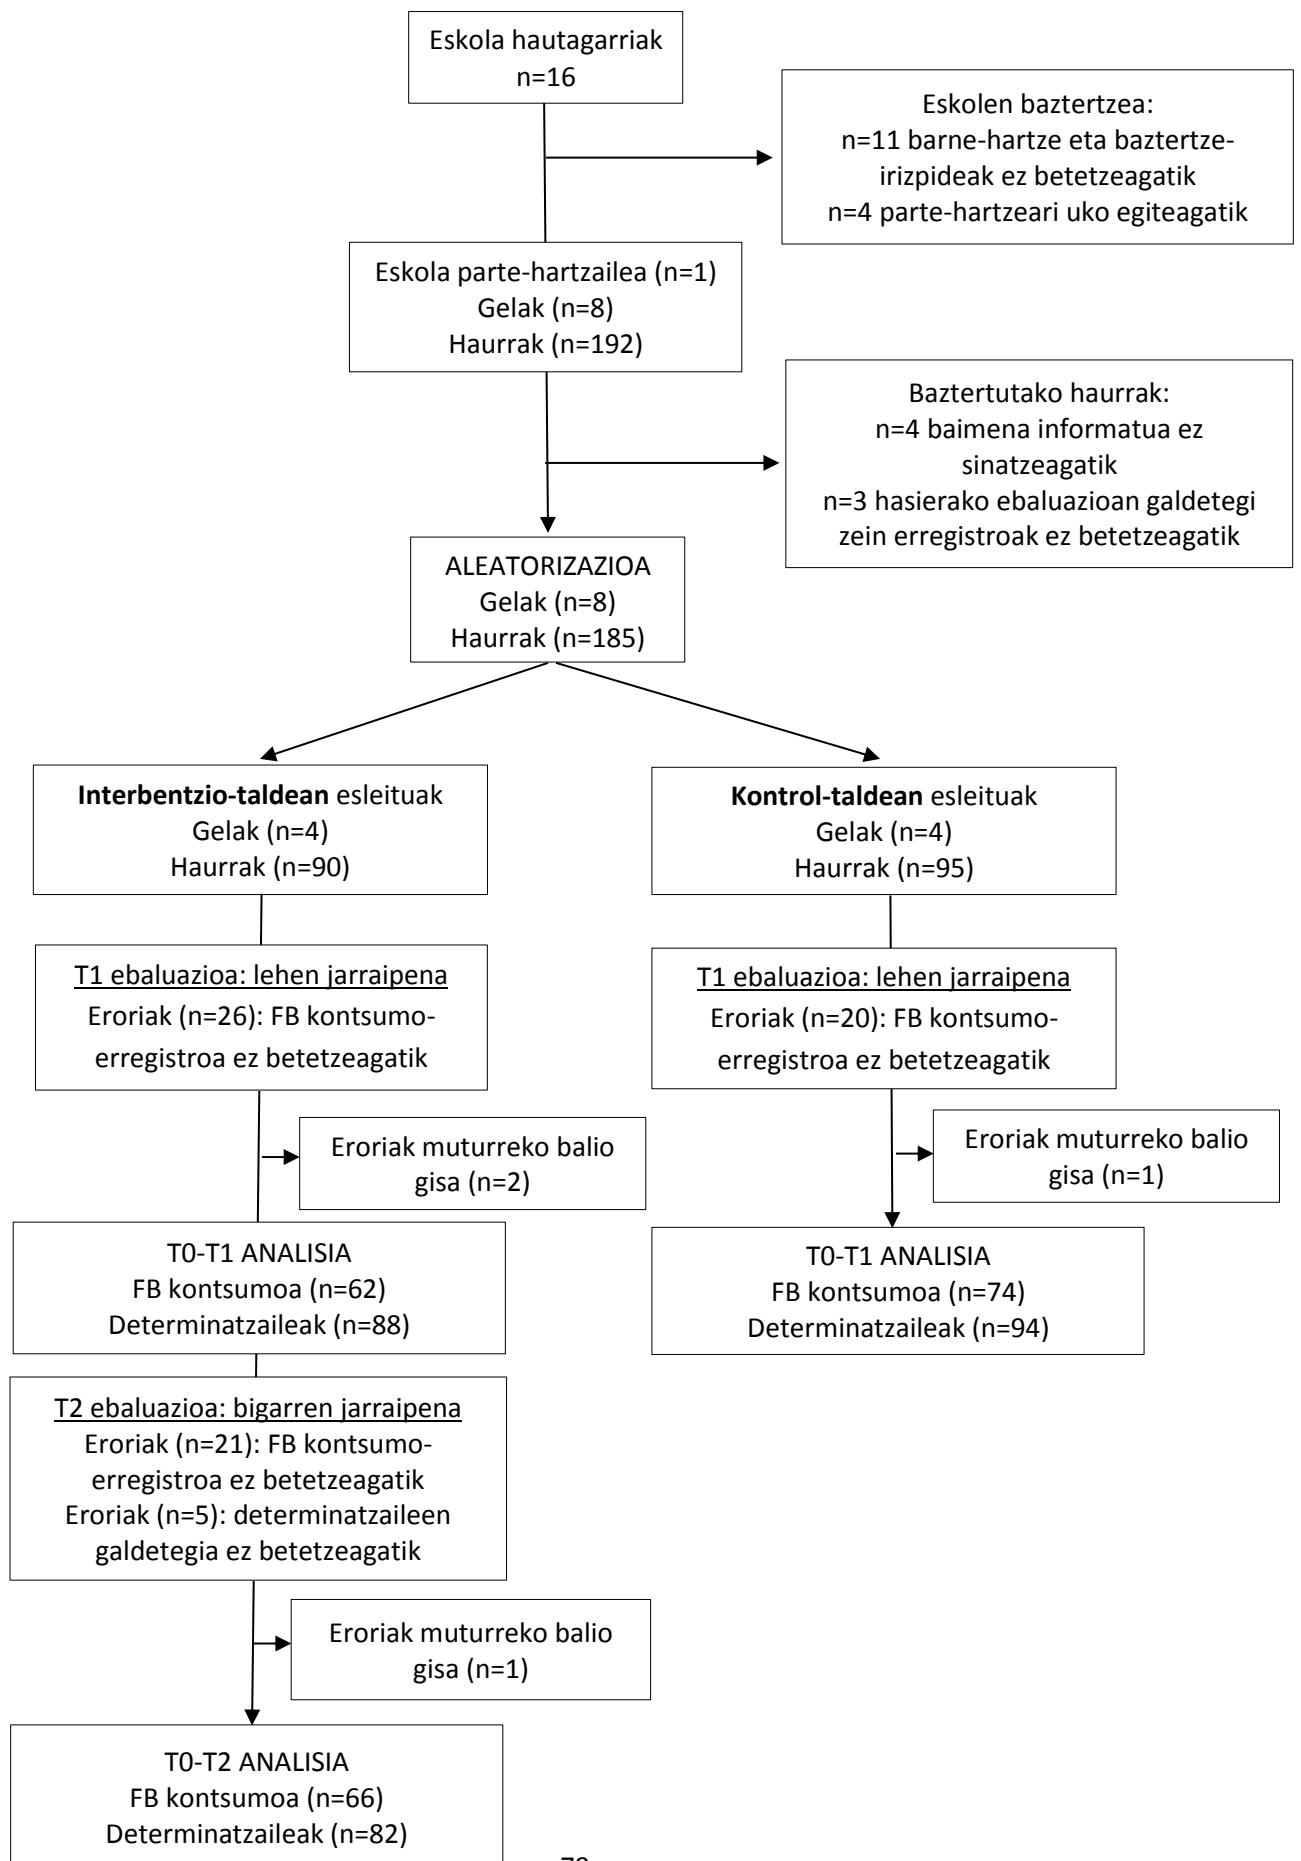 Eskola hautagarriak
n=16
Eskolen baztertzea:
n=11 barne-hartze eta baztertze-
irizpideak ez betetzeagatik
n=4 parte-hartzeari uko egiteagatik
Eskola parte-hartzailea (n=1)
Gelak (n=8)
Haurrak (n=192)
Baztertutako haurrak:
n=4 baimena informatua ez
sinatzeagatik
n=3 hasierako ebaluazioan galdetegi
zein erregistroak ez betetzeagatik
ALEATORIZAZIOA
Gelak (n=8)
Haurrak (n=185)
Interbentzio-taldean esleituak
Gelak (n=4)
Haurrak (n=90)
Kontrol-taldean esleituak
Gelak (n=4)
Haurrak (n=95)
T1 ebaluazioa: lehen jarraipena
Eroriak (n=26): FB kontsumo-
erregistroa ez betetzeagatik
T1 ebaluazioa: lehen jarraipena
Eroriak (n=20): FB kontsumo-
erregistroa ez betetzeagatik
Eroriak muturreko balio
gisa (n=2)
Eroriak muturreko balio
gisa (n=1)
T0-T1 ANALISIA
FB kontsumoa (n=62)
Determinatzaileak (n=88)
T0-T1 ANALISIA
FB kontsumoa (n=74)
Determinatzaileak (n=94)
T2 ebaluazioa: bigarren jarraipena
Eroriak (n=21): FB kontsumo-
erregistroa ez betetzeagatik
Eroriak (n=5): determinatzaileen
galdetegia ez betetzeagatik
Eroriak muturreko balio
gisa (n=1)
T0-T2 ANALISIA
FB kontsumoa (n=66)
Determinatzaileak (n=82)